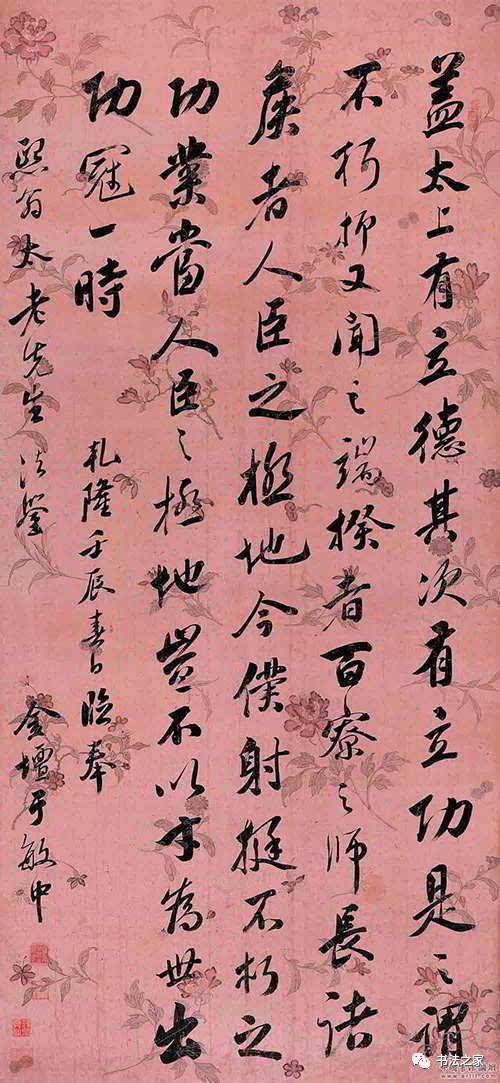 蓋太上有立德其次有立功是之謂
不朽抑又聞之端揆者百寮之師長諸
矦者人臣之極地今僕射挺不朽之
功業當人臣之極地豈不以才為世出
功冠一時
乾隆壬辰春日臨奉
熙翁太老先生法鑒
金壇于敏中
书法之家